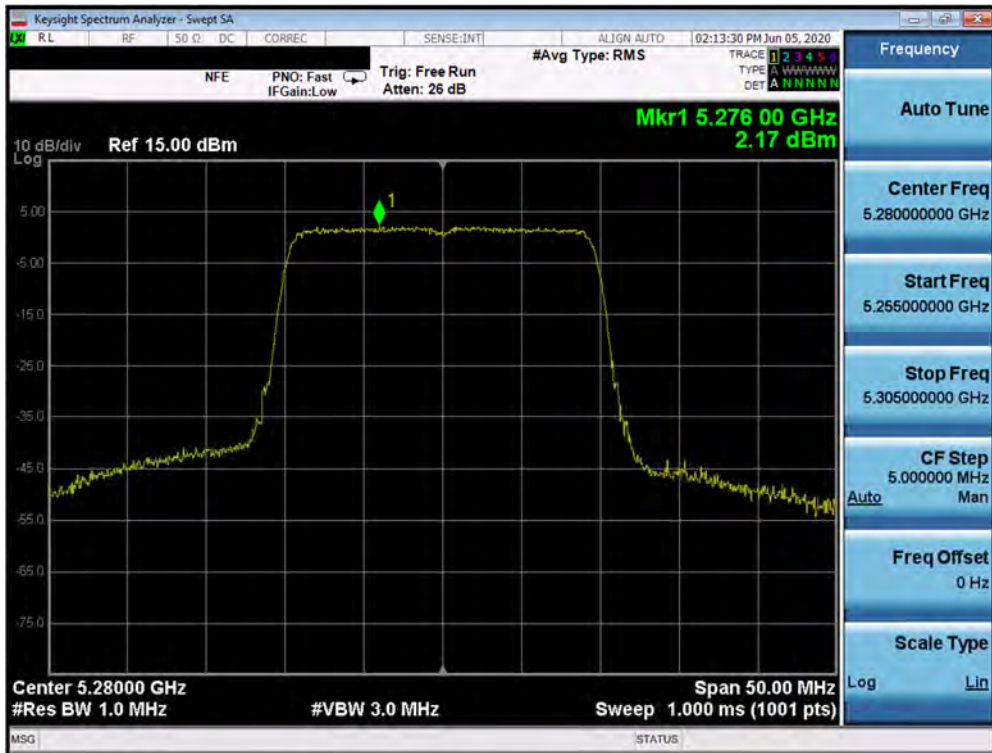 Keysight Spectrum Analyzer - Swept SA
LXI RL RF 50 Ω DC CORREC SENSE:INT ALIGN AUTO 02:13:30 PM Jun 05, 2020
NFE PNO: Fast Trig: Free Run #Avg Type: RMS TRACE 1 2 3 4 5 6
IFGain:Low Atten: 26 dB TYPE A WWWWW
DET A N N N N N
Mkr1 5.276 00 GHz
2.17 dBm
10 dB/div Ref 15.00 dBm
Log
1
5.00
-5.00
-15.0
-25.0
-35.0
-45.0
-55.0
-65.0
-75.0
Center 5.28000 GHz Span 50.00 MHz
#Res BW 1.0 MHz #VBW 3.0 MHz Sweep 1.000 ms (1001 pts)
MSG STATUS
Frequency
Auto Tune
Center Freq
5.280000000 GHz
Start Freq
5.255000000 GHz
Stop Freq
5.305000000 GHz
CF Step
5.000000 MHz
Auto Man
Freq Offset
0 Hz
Scale Type
Log Lin